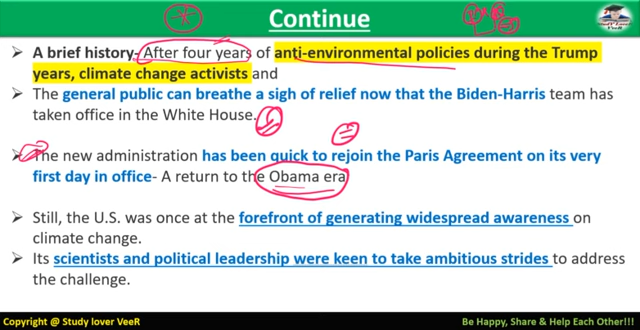 Continue
➢ A brief history- After four years of anti-environmental policies during the Trump
years, climate change activists and
➢ The general public can breathe a sigh of relief now that the Biden-Harris team has
taken office in the White House.
➢ The new administration has been quick to rejoin the Paris Agreement on its very
first day in office- A return to the Obama era
➢ Still, the U.S. was once at the forefront of generating widespread awareness on
climate change.
➢ Its scientists and political leadership were keen to take ambitious strides to address
the challenge.
Copyright @ Study lover VeeR
Be Happy, Share & Help Each Other!!!